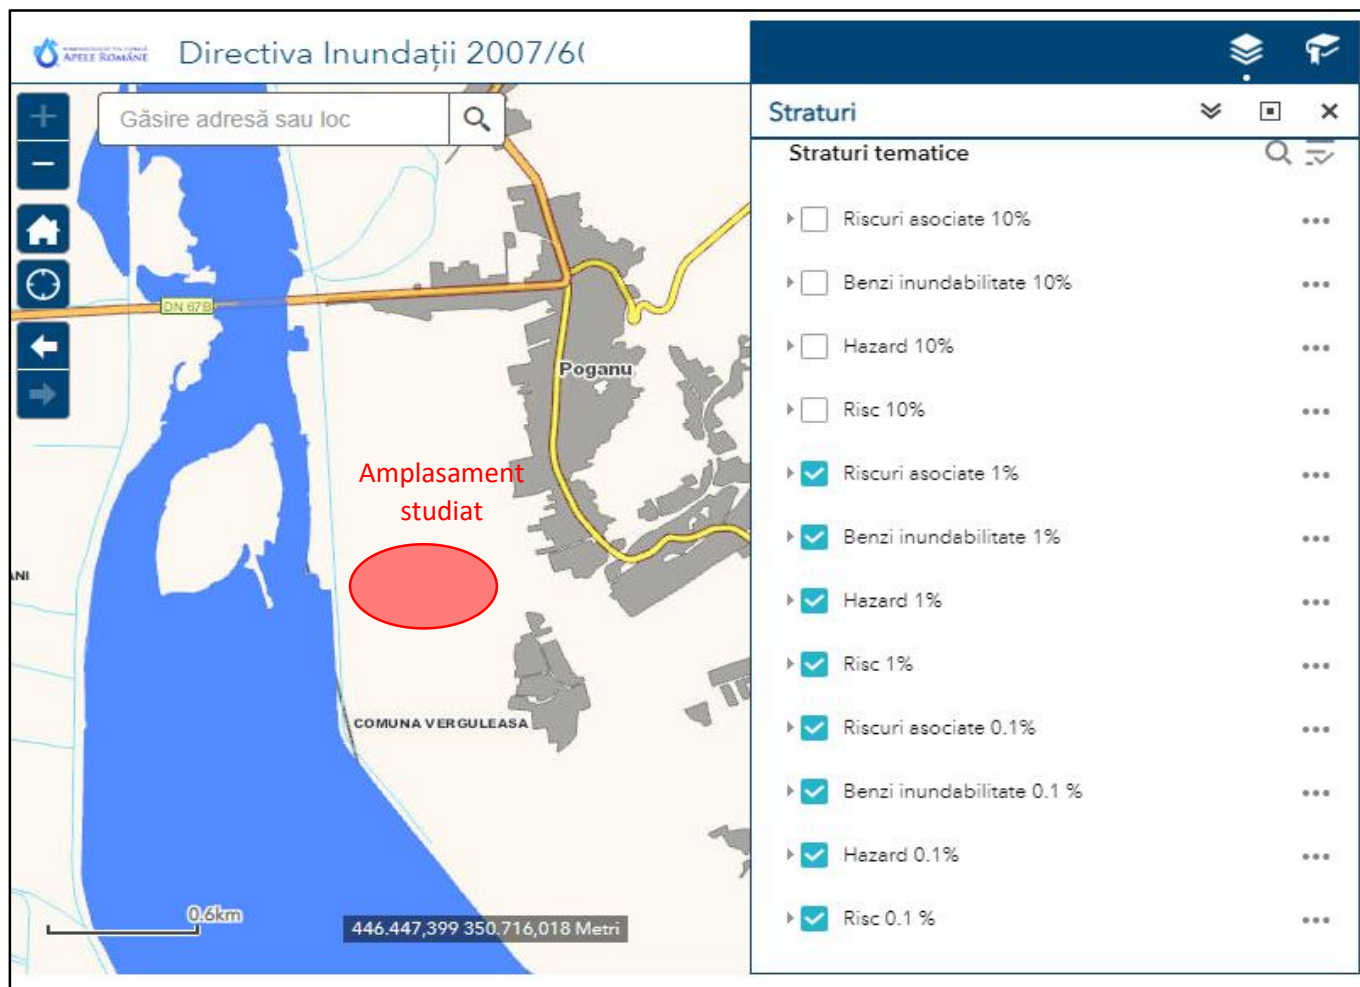 APELE ROMÂNE
Directiva Inundații 2007/6(
Găsire adresă sau loc
Straturi
Straturi tematice
Riscuri asociate 10%
Benzi inundabilitate 10%
Hazard 10%
Risc 10%
Riscuri asociate 1%
Benzi inundabilitate 1%
Hazard 1%
Risc 1%
Riscuri asociate 0.1%
Benzi inundabilitate 0.1 %
Hazard 0.1%
Risc 0.1 %
DN 67B
Poganu
Amplasament
studiat
ANI
COMUNA VERGULEASA
0.6km
446.447,399 350.716,018 Metri